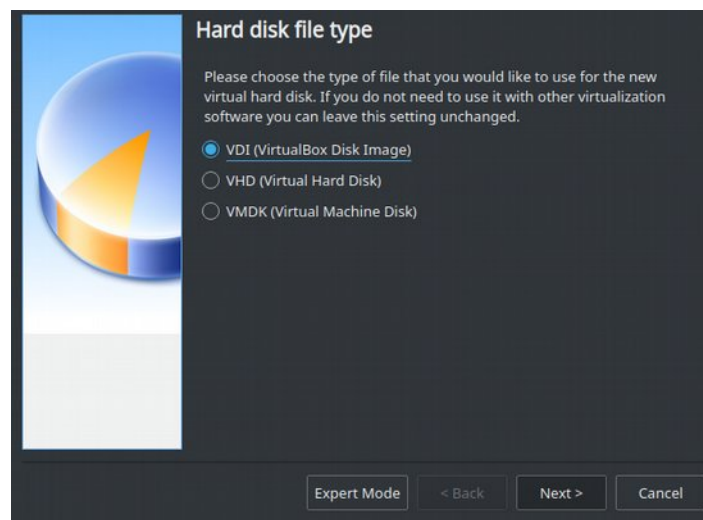 Hard disk file type
Please choose the type of file that you would like to use for the new
virtual hard disk. If you do not need to use it with other virtualization
software you can leave this setting unchanged.
VDI (VirtualBox Disk Image)
VHD (Virtual Hard Disk)
VMDK (Virtual Machine Disk)
Expert Mode < Back Next > Cancel